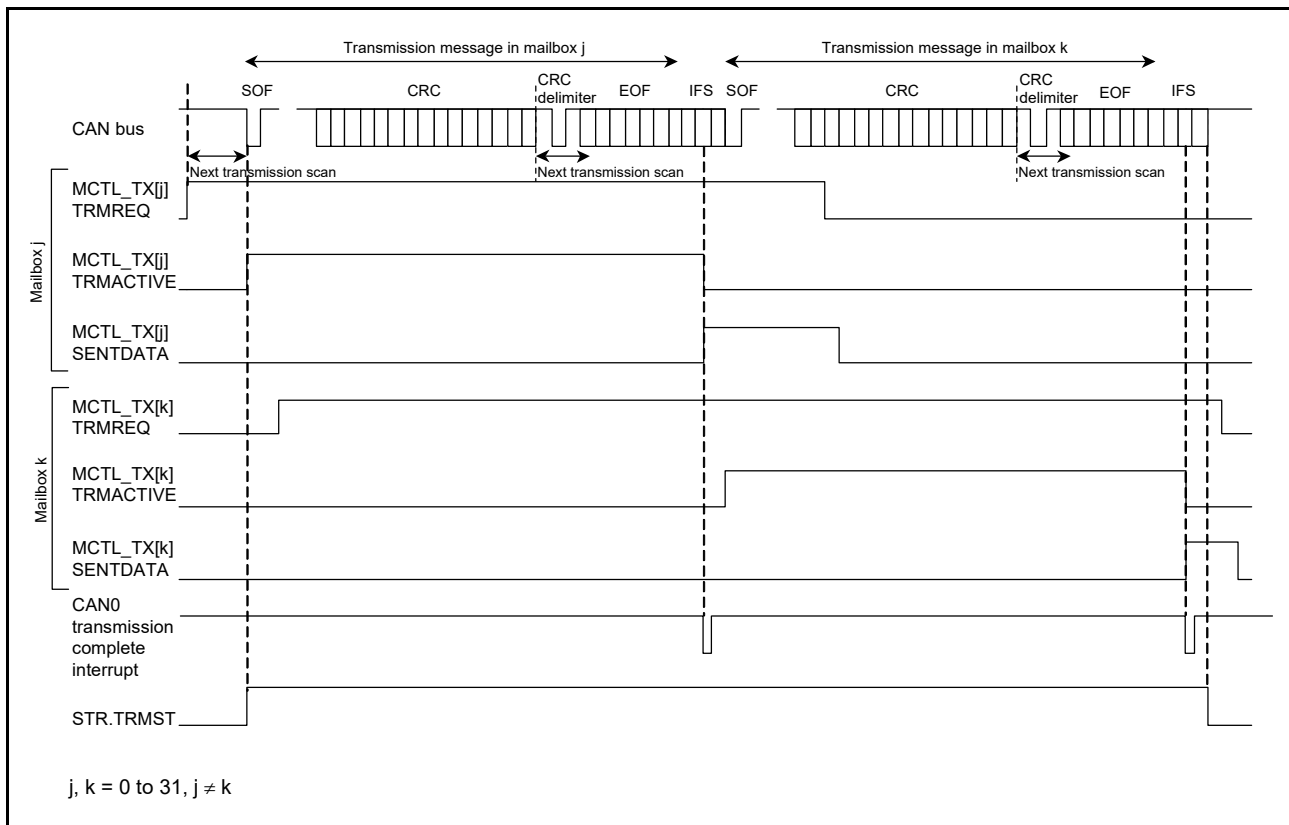 Transmission message in mailbox j
Transmission message in mailbox k
SOF
CRC
CRC
delimiter
EOF
IFS
SOF
CRC
CRC
delimiter
EOF
IFS
CAN bus
Next transmission scan
Next transmission scan
Next transmission scan
Mailbox j
MCTL_TX[j]
TRMREQ
MCTL_TX[j]
TRMACTIVE
MCTL_TX[j]
SENTDATA
Mailbox k
MCTL_TX[k]
TRMREQ
MCTL_TX[k]
TRMACTIVE
MCTL_TX[k]
SENTDATA
CAN0
transmission
complete
interrupt
STR.TRMST
j, k = 0 to 31, j ≠ k